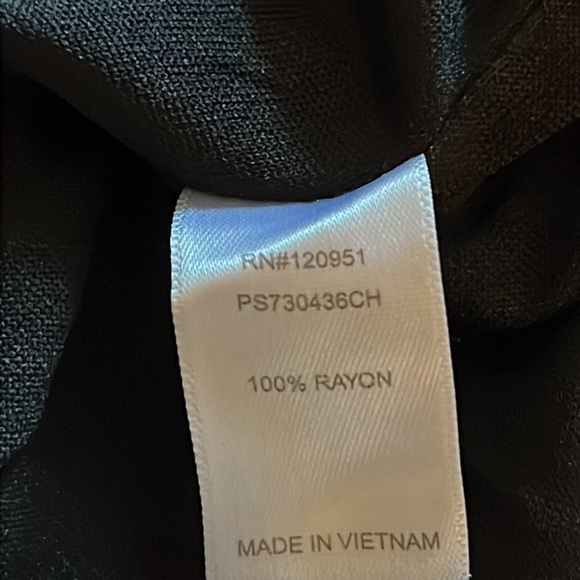 RN#120951
PS730436CH
100% RAYON
MADE IN VIETNAM